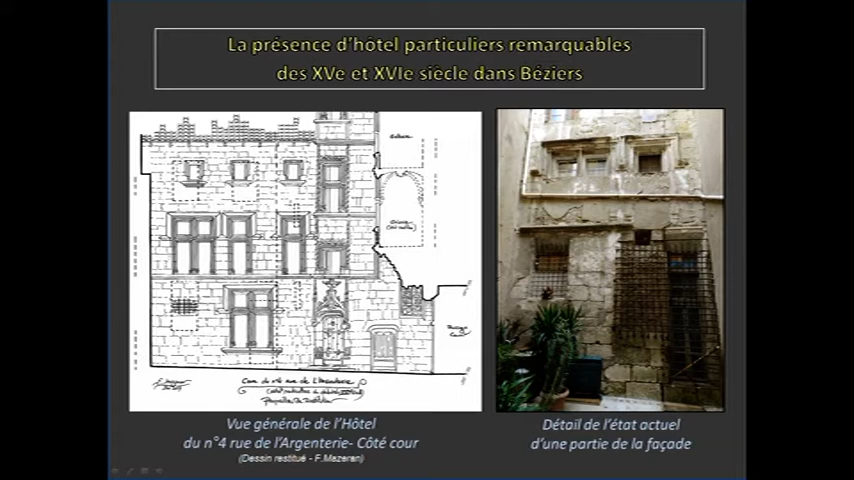 La présence d'hôtel particuliers remarquables
des XVe et XVIe siècle dans Béziers
Vue générale de l'Hôtel
du n°4 rue de l'Argenterie- Côté cour
(Dessin restitué - F.Mazeran)
Détail de l'état actuel
d'une partie de la façade